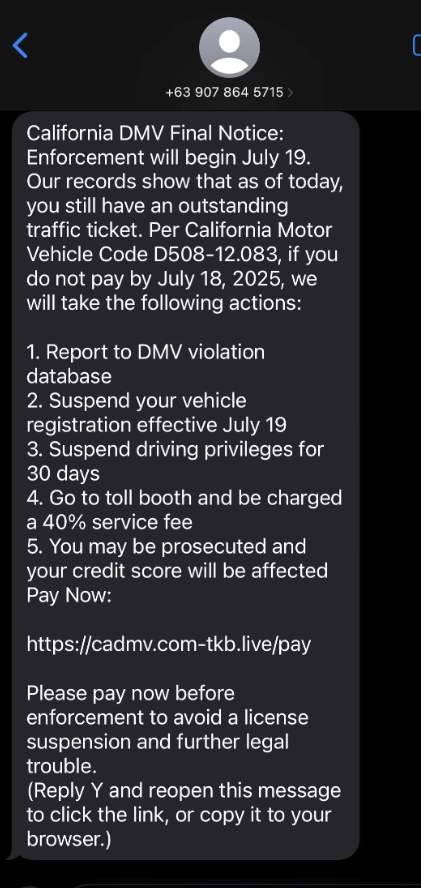 +63 907 864 5715
California DMV Final Notice:
Enforcement will begin July 19.
Our records show that as of today,
you still have an outstanding
traffic ticket. Per California Motor
Vehicle Code D508-12.083, if you
do not pay by July 18, 2025, we
will take the following actions:
1. Report to DMV violation
database
2. Suspend your vehicle
registration effective July 19
3. Suspend driving privileges for
30 days
4. Go to toll booth and be charged
a 40% service fee
5. You may be prosecuted and
your credit score will be affected
Pay Now:
https://cadmv.com-tkb.live/pay
Please pay now before
enforcement to avoid a license
suspension and further legal
trouble.
(Reply Y and reopen this message
to click the link, or copy it to your
browser.)